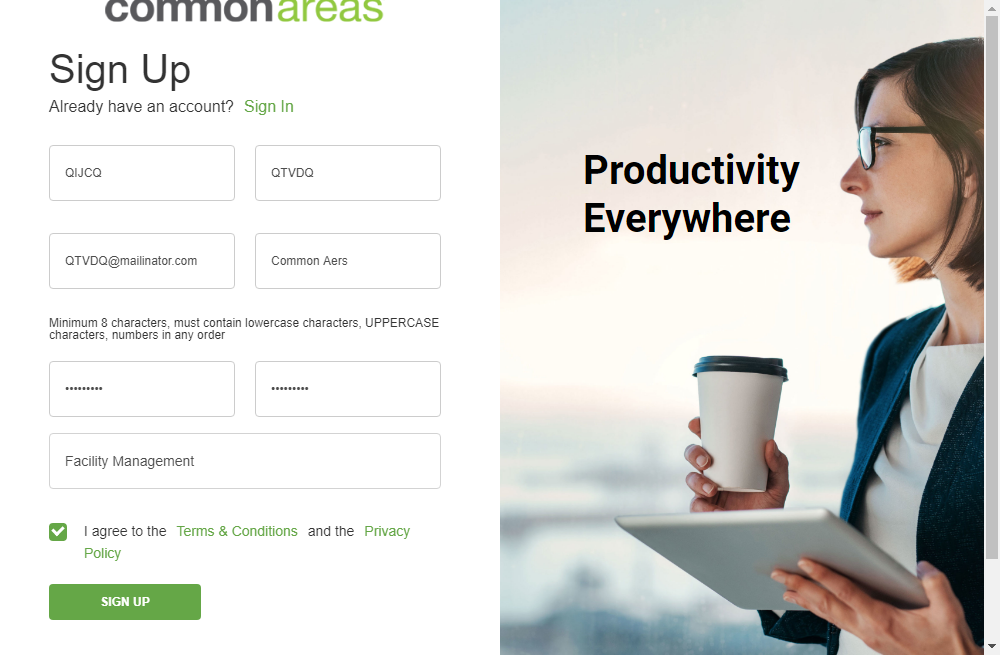 commonareas
Sign Up
Already have an account? Sign In
QIJCQ QTVDQ
QTVDQ@mailinator.com Common Aers
Minimum 8 characters, must contain lowercase characters, UPPERCASE
characters, numbers in any order
••••••••• •••••••••
Facility Management
I agree to the Terms & Conditions and the Privacy
Policy
SIGN UP
Productivity
Everywhere